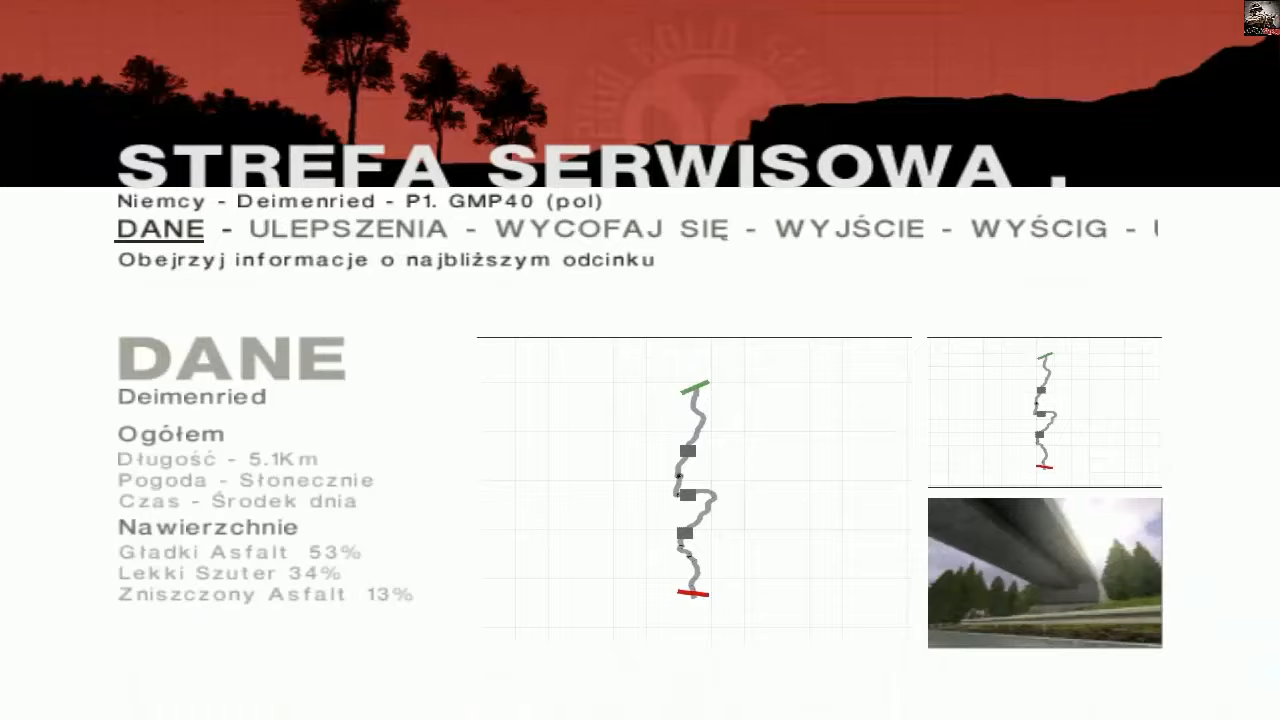 STREFA SERWISOWA .
Niemcy - Deimenried - P1. GMP40 (pol)
DANE - ULEPSZENIA - WYCOFAJ SIĘ - WYJŚCIE - WYŚCIG -
Obejrzyj informacje o najbliższym odcinku
DANE
Deimenried
Ogółem
Długość - 5.1Km
Pogoda - Słonecznie
Czas - Środek dnia
Nawierzchnie
Gładki Asfalt 53%
Lekki Szuter 34%
Zniszczony Asfalt 13%